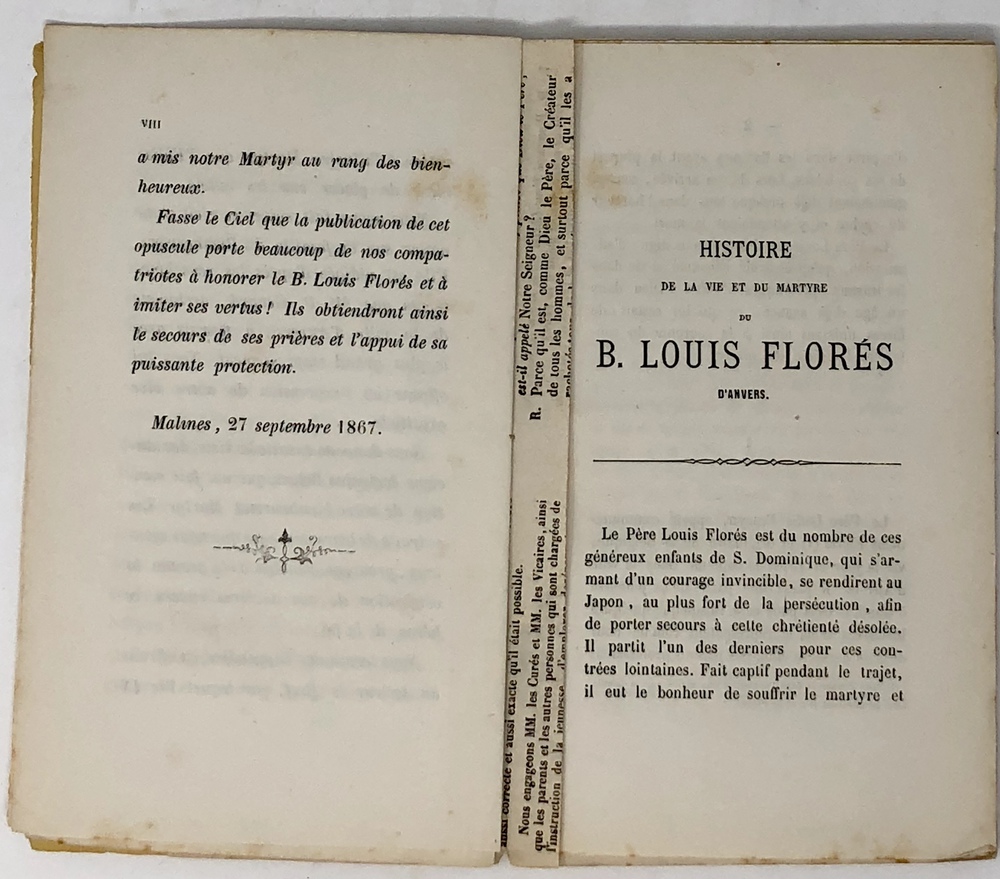 VIII
a mis notre Martyr au rang des bien-
heureux.
Fasse le Ciel que la publication de cet
opuscule porte beaucoup de nos compa-
triotes à honorer le B. Louis Florés et à
imiter ses vertus! Ils obtiendront ainsi
le secours de ses prières et l'appui de sa
puissante protection.
Malines, 27 septembre 1867.
est-il appelé Notre Seigneur?
R. Parce qu'il est, comme Dieu le Père, le Créateur
de tous les hommes, et surtout parce qu'il les a
aussi correcte et aussi exacte qu'il était possible.
Nous engageons MM. les Curés et MM. les Vicaires, ainsi
que les parents et les autres personnes qui sont chargées de
l'instruction de la jeunesse
HISTOIRE
DE LA VIE ET DU MARTYRE
DU
B. LOUIS FLORÉS
D'ANVERS.
Le Père Louis Florés est du nombre de ces
généreux enfants de S. Dominique, qui s'ar-
mant d'un courage invincible, se rendirent au
Japon, au plus fort de la persécution, afin
de porter secours à cette chrétienté désolée.
Il partit l'un des derniers pour ces con-
trées lointaines. Fait captif pendant le trajet,
il eut le bonheur de souffrir le martyre et